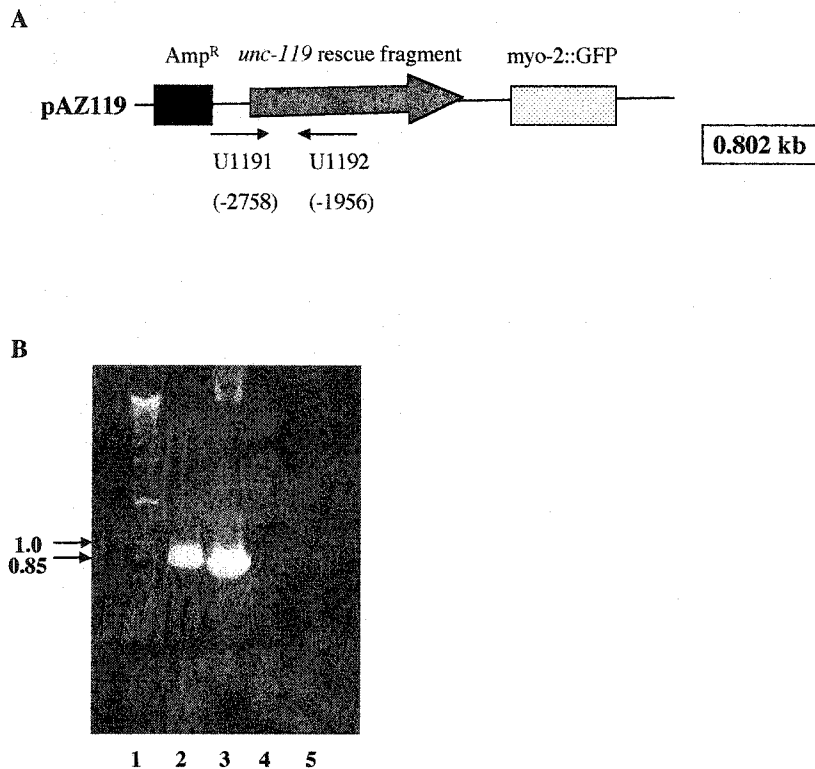 A
Ampᴿ unc-119 rescue fragment myo-2::GFP
pAZ119
0.802 kb
U1191 U1192
(-2758) (-1956)
B
1.0
0.85
1 2 3 4 5